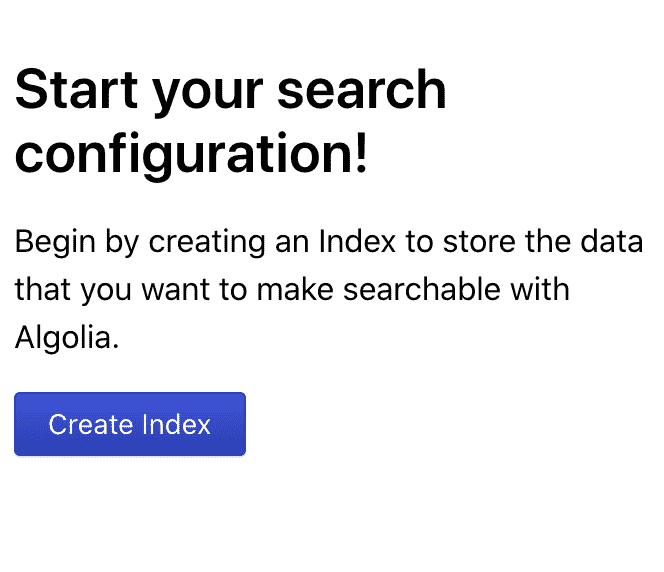 Start your search
configuration!
Begin by creating an Index to store the data
that you want to make searchable with
Algolia.
Create Index